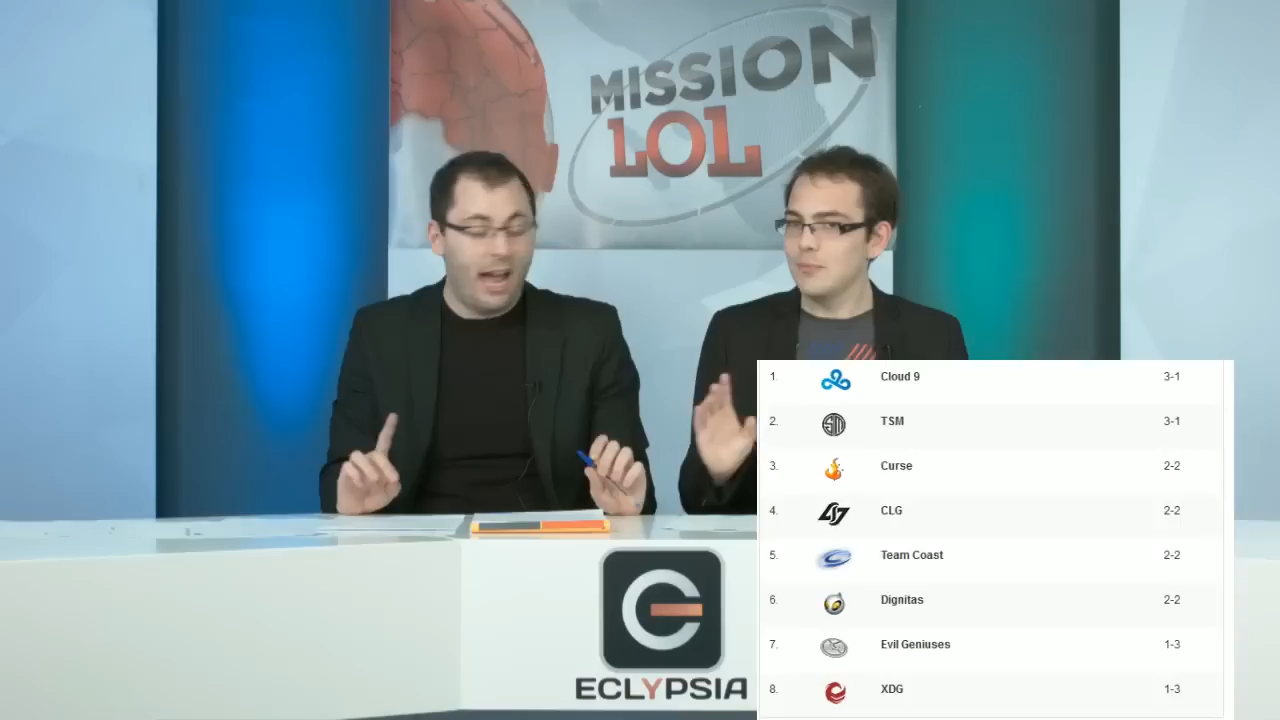 MISSION
LOL
1. Cloud 9 3-1
2. TSM 3-1
3. Curse 2-2
4. CLG 2-2
5. Team Coast 2-2
6. Dignitas 2-2
7. Evil Geniuses 1-3
8. XDG 1-3
ECLYPSIA